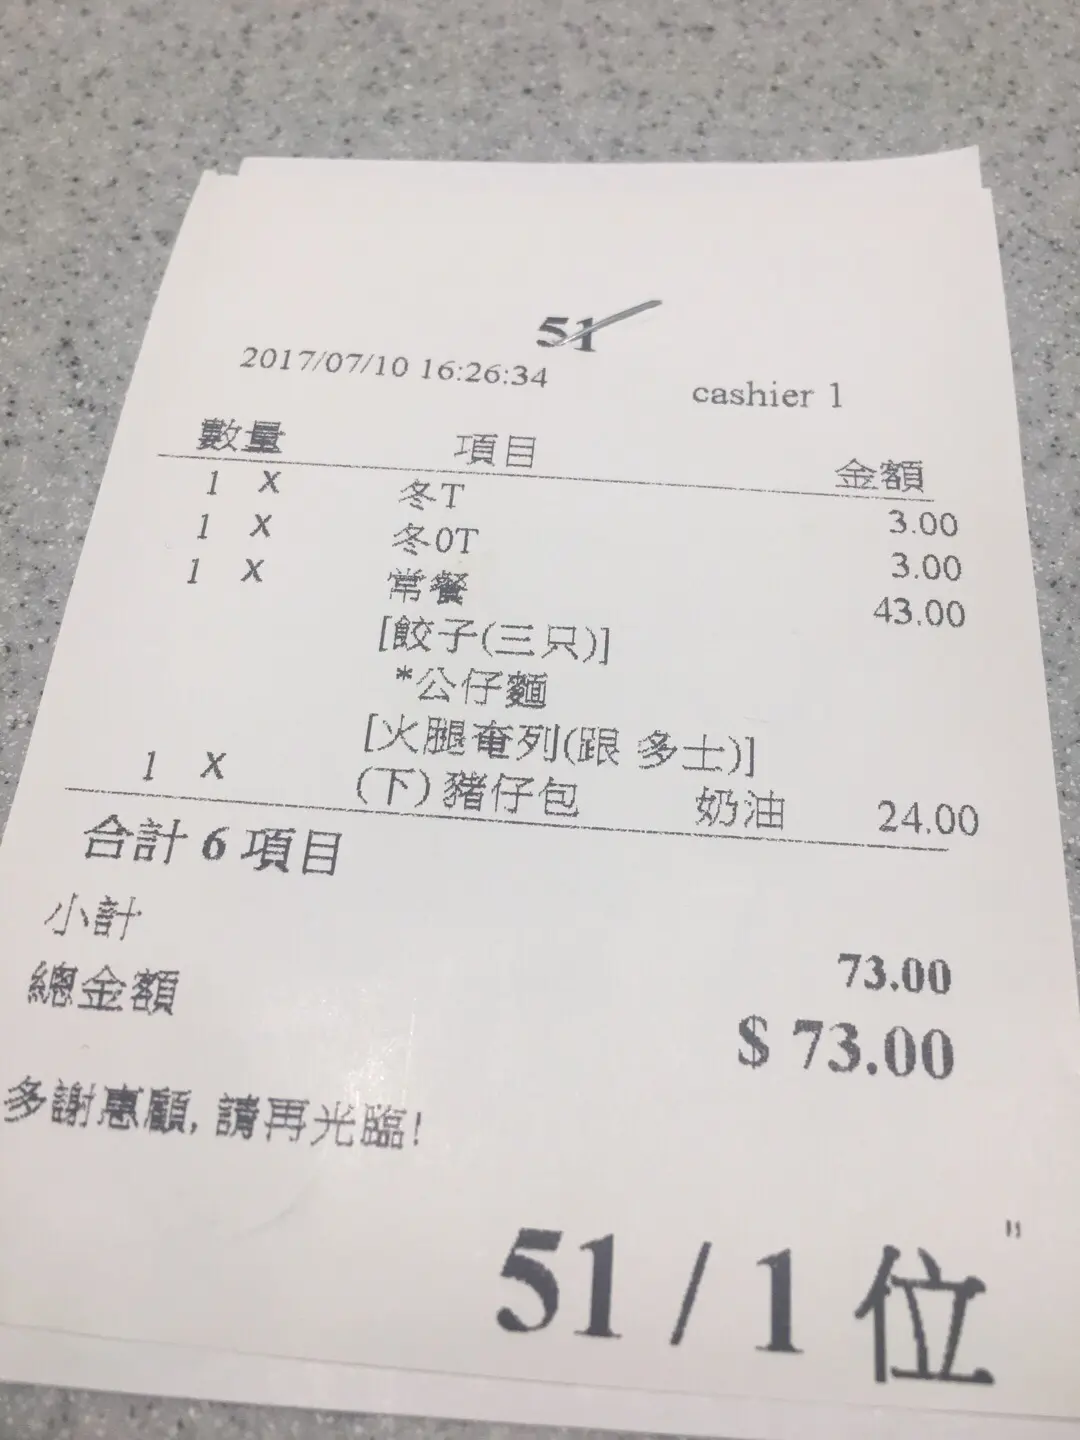 51
2017/07/10 16:26:34 cashier 1
數量 項目 金額
1 X 冬T 3.00
1 X 冬0T 3.00
1 X 常餐 43.00
[餃子(三只)]
*公仔麵
[火腿奄列(跟 多士)]
1 X (下) 豬仔包 奶油 24.00
合計 6 項目
小計 73.00
總金額 $ 73.00
多謝惠顧, 請再光臨!
51 / 1 位
"